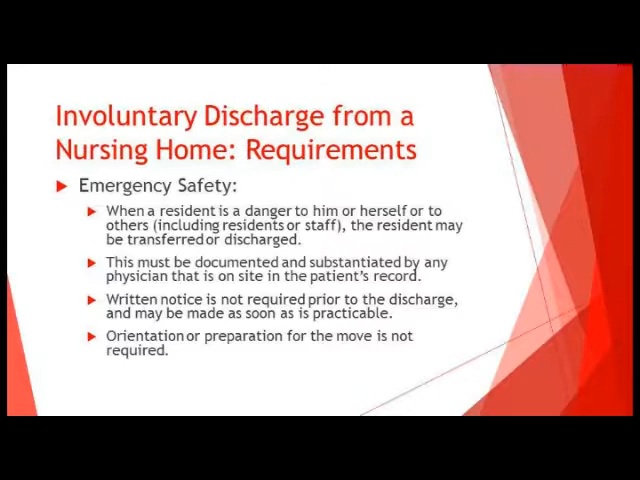 Involuntary Discharge from a
Nursing Home: Requirements
Emergency Safety:
When a resident is a danger to him or herself or to
others (including residents or staff), the resident may
be transferred or discharged.
This must be documented and substantiated by any
physician that is on site in the patient's record.
Written notice is not required prior to the discharge,
and may be made as soon as is practicable.
Orientation or preparation for the move is not
required.